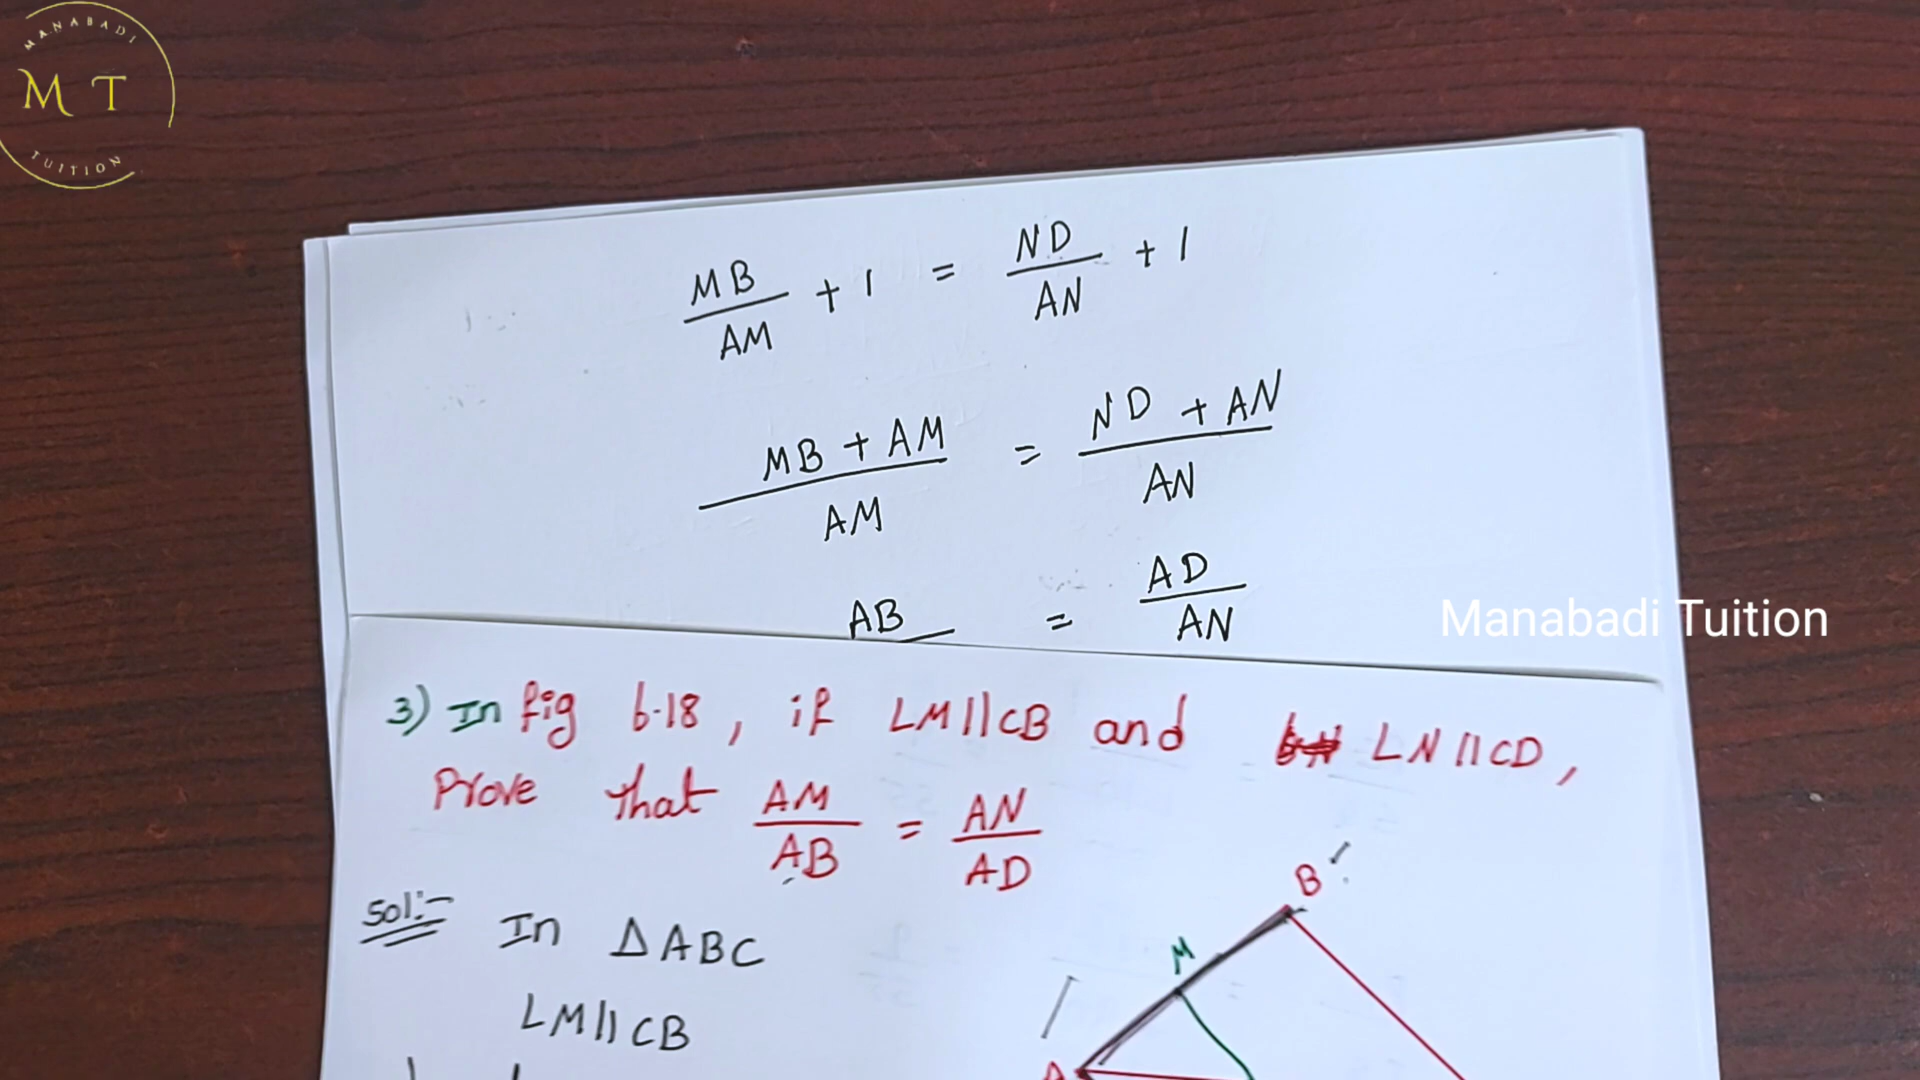 MANABADI
M T
TUITION
MB/AM + 1 = ND/AN + 1
MB + AM/AM = ND + AN/AN
AB = AD/AN
Manabadi Tuition
3) In fig 6.18, if LM||CB and LN||CD,
Prove that AM/AB = AN/AD
Sol:-
In ΔABC
LM||CB
B
M
A